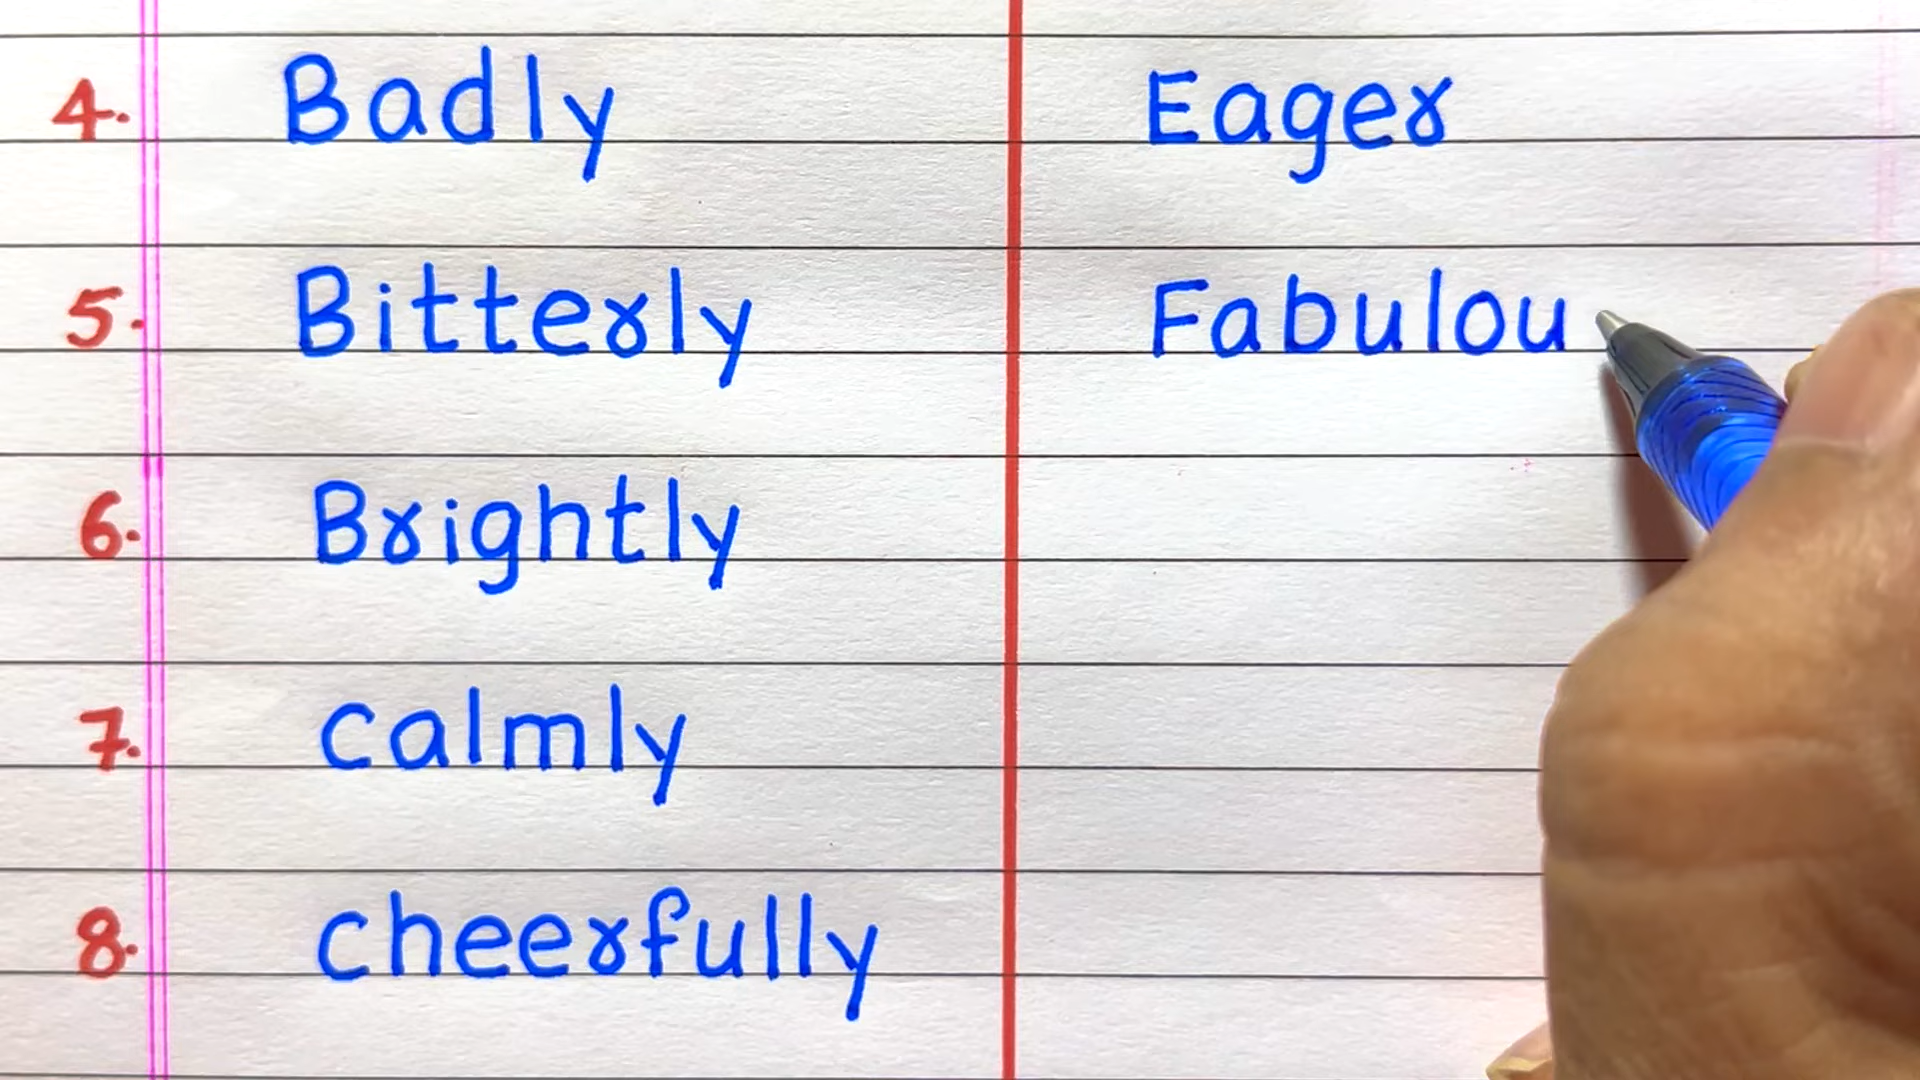 4. Badly Eager
5. Bitterly Fabulou
6. Brightly
7. calmly
8. cheerfully